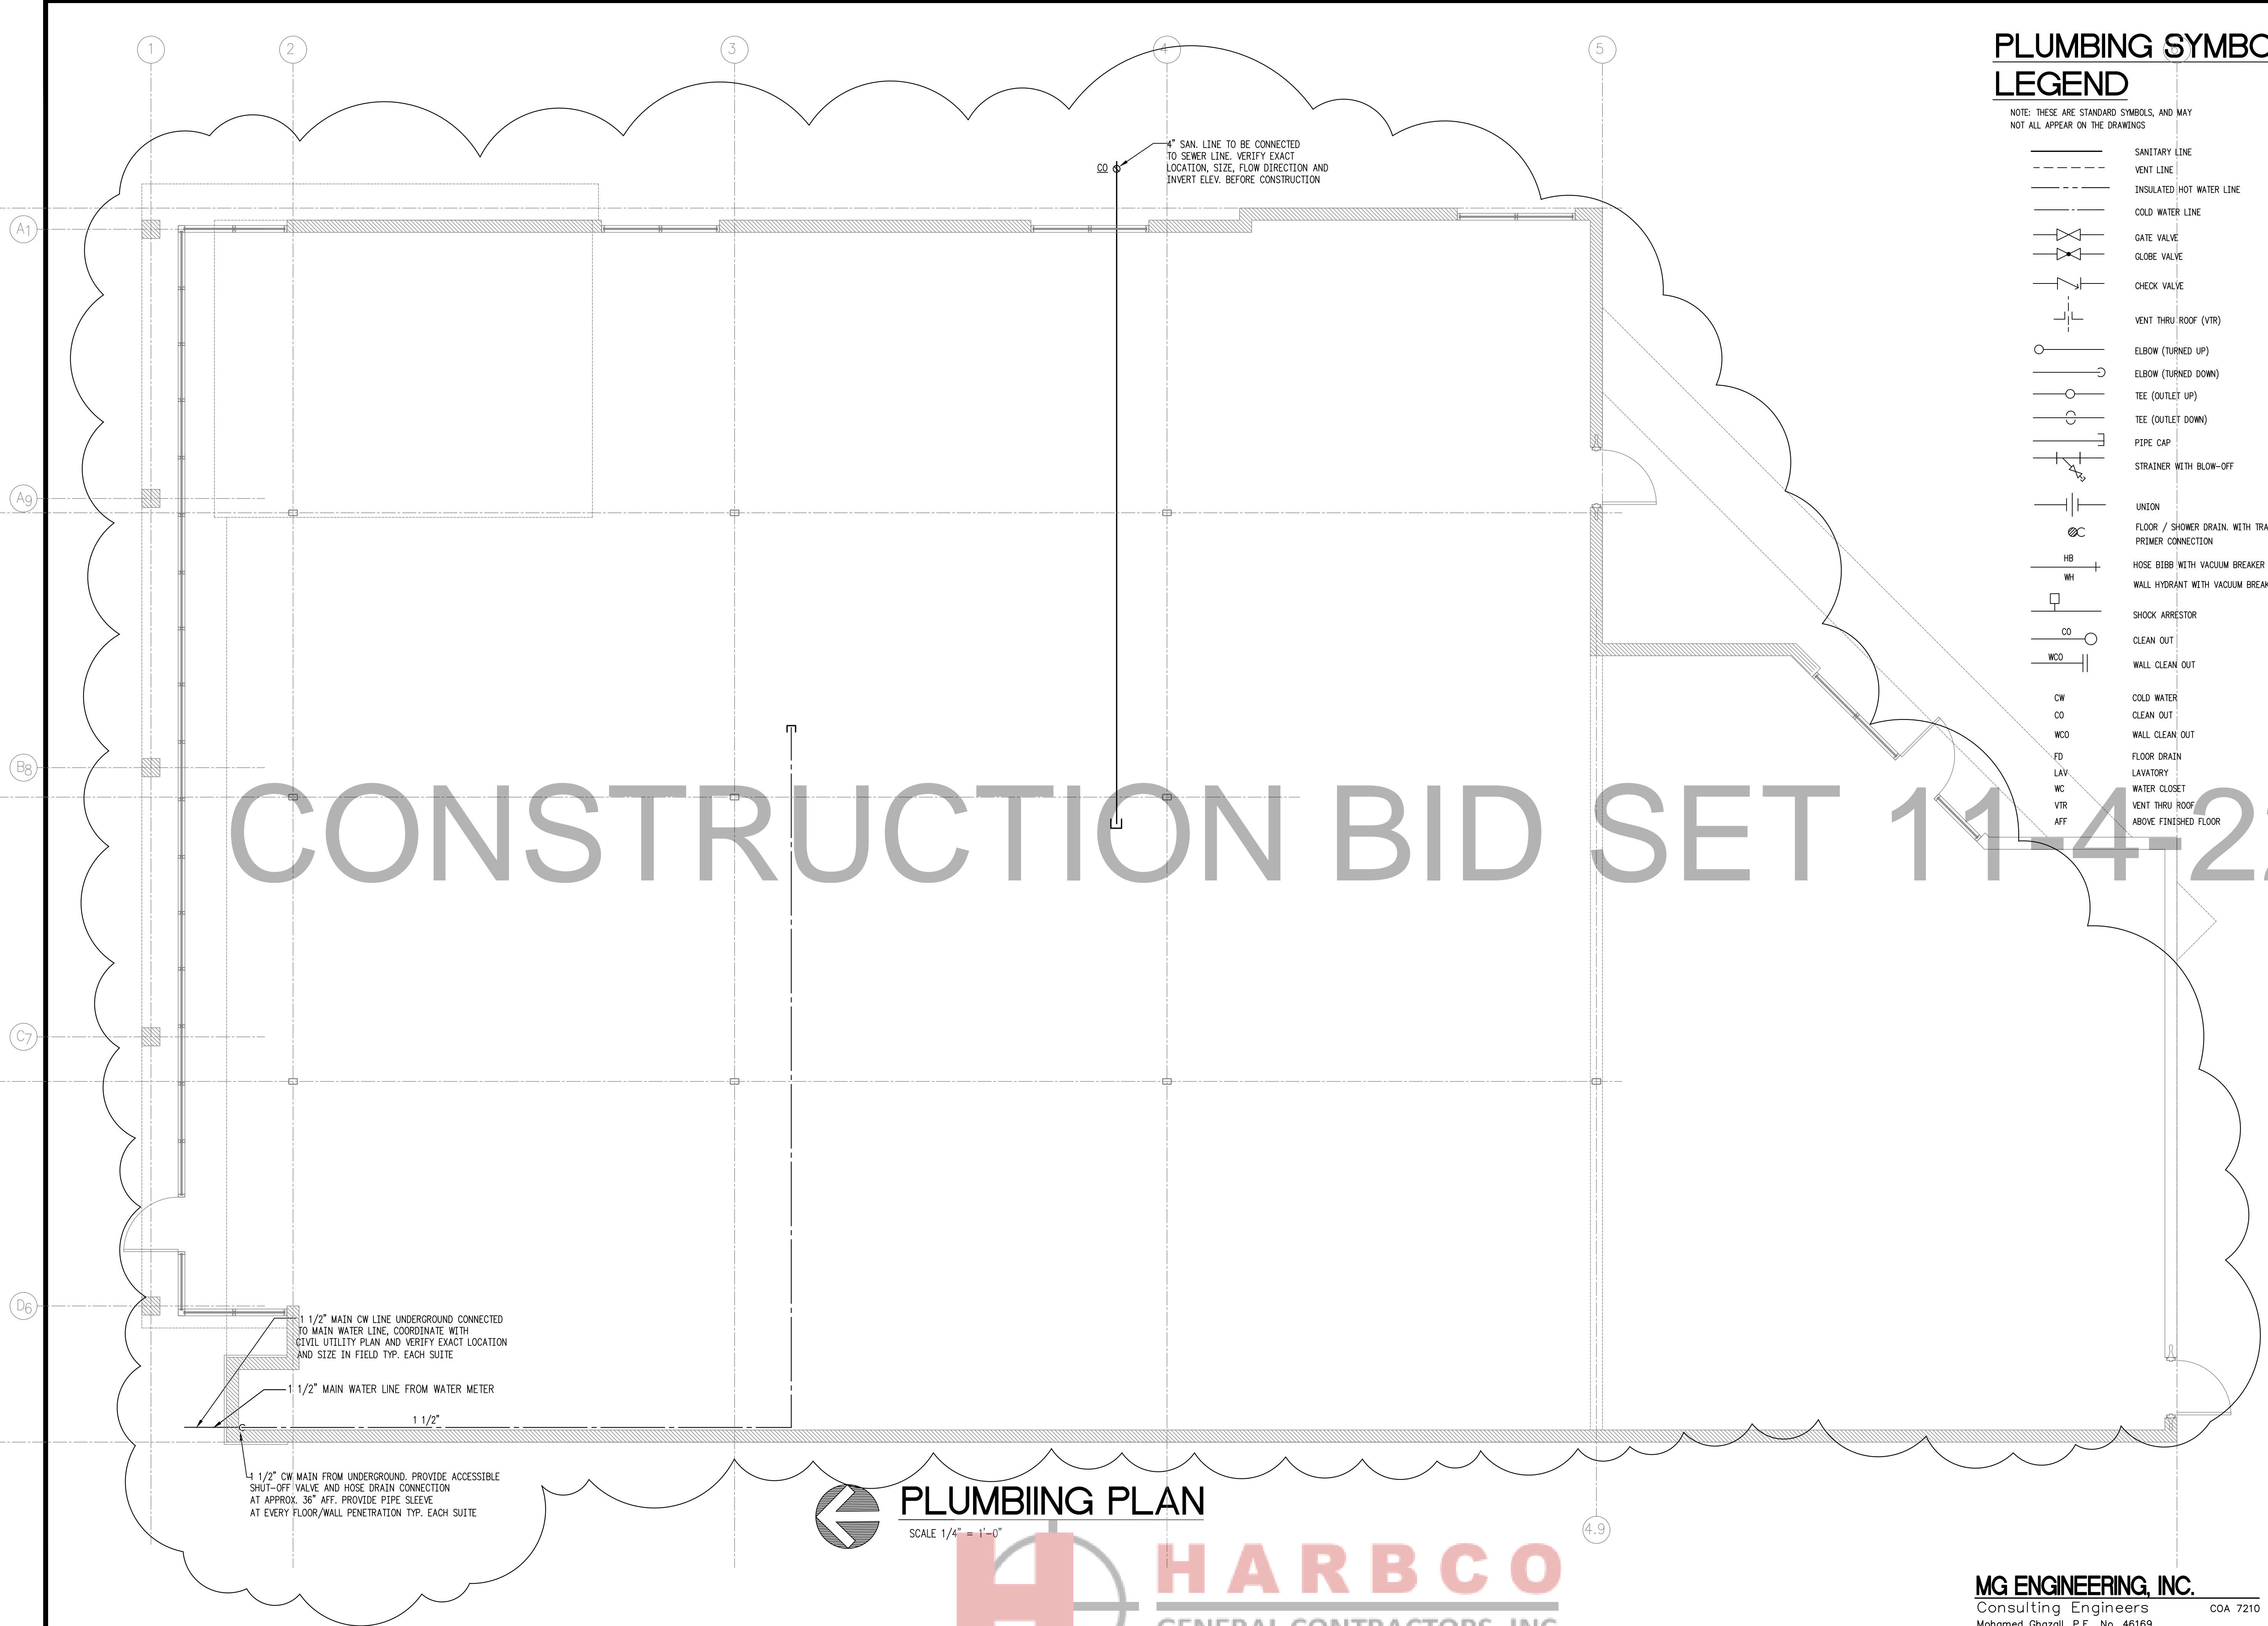 1
2
3
4
5
6
PLUMBING SYMBO
LEGEND
NOTE: THESE ARE STANDARD SYMBOLS, AND MAY
NOT ALL APPEAR ON THE DRAWINGS
SANITARY LINE
VENT LINE
INSULATED HOT WATER LINE
COLD WATER LINE
GATE VALVE
GLOBE VALVE
CHECK VALVE
VENT THRU ROOF (VTR)
ELBOW (TURNED UP)
ELBOW (TURNED DOWN)
TEE (OUTLET UP)
TEE (OUTLET DOWN)
PIPE CAP
STRAINER WITH BLOW-OFF
UNION
FLOOR / SHOWER DRAIN. WITH TRA
PRIMER CONNECTION
HB
HOSE BIBB WITH VACUUM BREAKER
WH
WALL HYDRANT WITH VACUUM BREAK
SHOCK ARRESTOR
CO
CLEAN OUT
WCO
WALL CLEAN OUT
CW COLD WATER
CO CLEAN OUT
WCO WALL CLEAN OUT
FD FLOOR DRAIN
LAV LAVATORY
WC WATER CLOSET
VTR VENT THRU ROOF
AFF ABOVE FINISHED FLOOR
CO
4" SAN. LINE TO BE CONNECTED
TO SEWER LINE. VERIFY EXACT
LOCATION, SIZE, FLOW DIRECTION AND
INVERT ELEV. BEFORE CONSTRUCTION
A1
A9
B8
C7
D6
CONSTRUCTION BID SET 11-4-22
1 1/2" MAIN CW LINE UNDERGROUND CONNECTED
TO MAIN WATER LINE, COORDINATE WITH
CIVIL UTILITY PLAN AND VERIFY EXACT LOCATION
AND SIZE IN FIELD TYP. EACH SUITE
1 1/2" MAIN WATER LINE FROM WATER METER
1 1/2"
1 1/2" CW MAIN FROM UNDERGROUND. PROVIDE ACCESSIBLE
SHUT-OFF VALVE AND HOSE DRAIN CONNECTION
AT APPROX. 36" AFF. PROVIDE PIPE SLEEVE
AT EVERY FLOOR/WALL PENETRATION TYP. EACH SUITE
PLUMBIING PLAN
SCALE 1/4" = 1'-0"
4.9
H
HARBCO
GENERAL CONTRACTORS, INC
MG ENGINEERING, INC.
Consulting Engineers COA 7210
Mohamed Ghazall, P.E. No. 46169